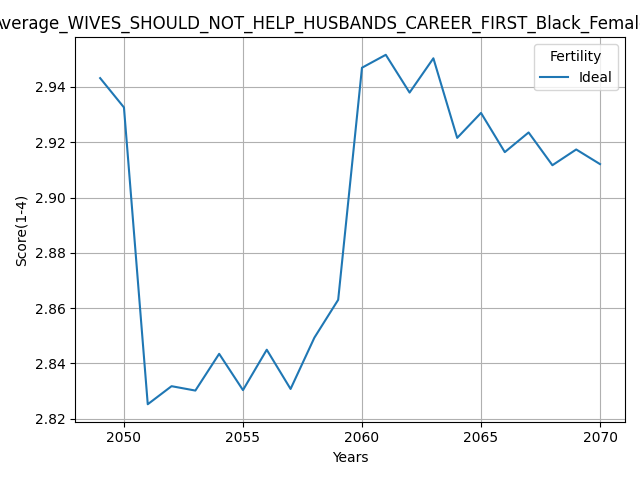 verage_WIVES_SHOULD_NOT_HELP_HUSBANDS_CAREER_FIRST_Black_Femal
Fertility
Ideal
2.94
2.92
2.90
2.88
2.86
2.84
2.82
Score(1-4)
2050
2055
2060
2065
2070
Years